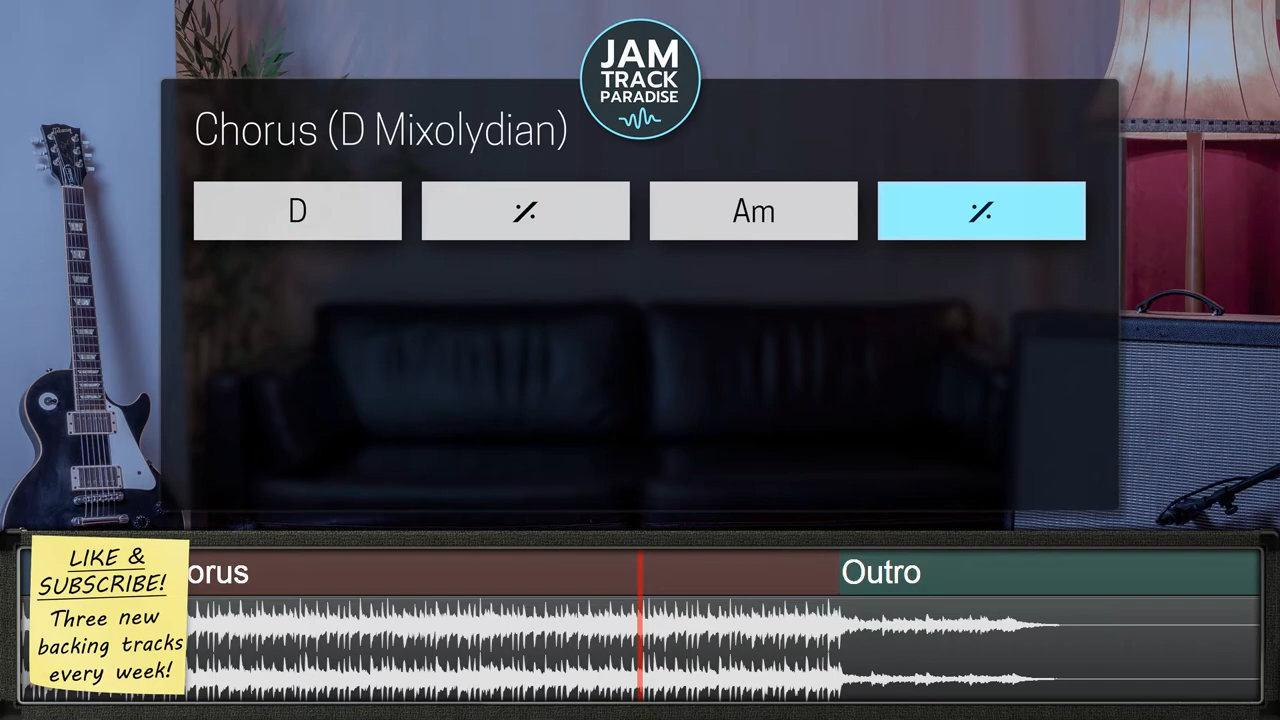 JAM
TRACK
PARADISE
Chorus (D Mixolydian)
D
Am
orus
Outro
LIKE &
SUBSCRIBE!
Three new
backing tracks
every week!